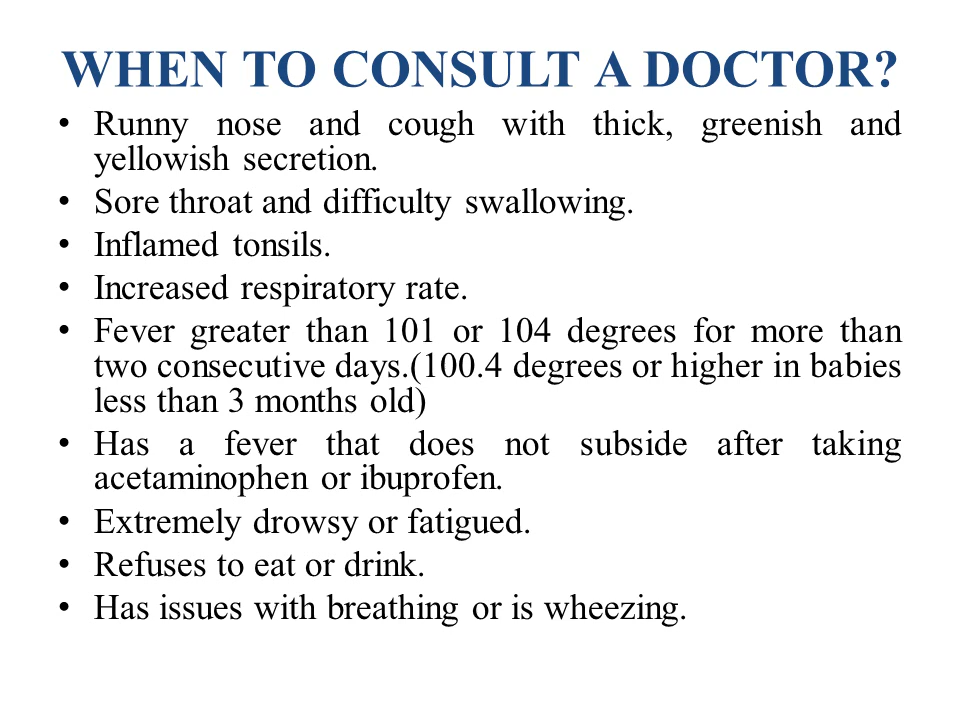 WHEN TO CONSULT A DOCTOR?
• Runny nose and cough with thick, greenish and
yellowish secretion.
• Sore throat and difficulty swallowing.
• Inflamed tonsils.
• Increased respiratory rate.
• Fever greater than 101 or 104 degrees for more than
two consecutive days.(100.4 degrees or higher in babies
less than 3 months old)
• Has a fever that does not subside after taking
acetaminophen or ibuprofen.
• Extremely drowsy or fatigued.
• Refuses to eat or drink.
• Has issues with breathing or is wheezing.